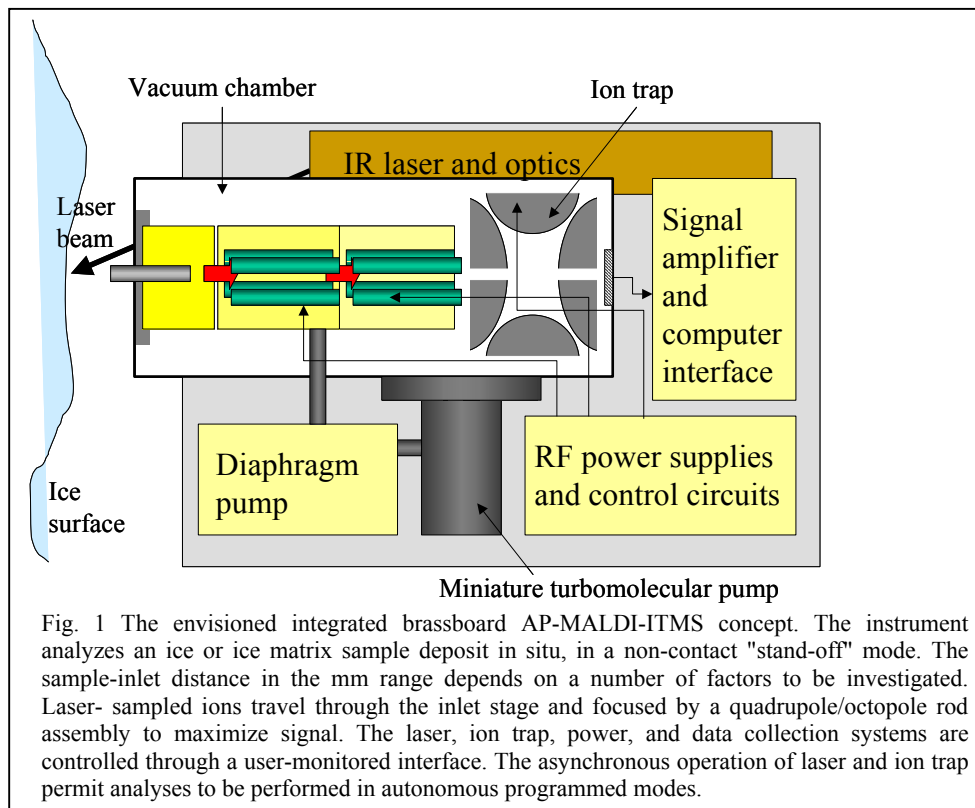 Vacuum chamber
Ion trap
IR laser and optics
Laser
beam
Signal
amplifier
and
computer
interface
Diaphragm
pump
RF power supplies
and control circuits
Ice
surface
Miniature turbomolecular pump
Fig. 1 The envisioned integrated brassboard AP-MALDI-ITMS concept. The instrument
analyzes an ice or ice matrix sample deposit in situ, in a non-contact "stand-off" mode. The
sample-inlet distance in the mm range depends on a number of factors to be investigated.
Laser- sampled ions travel through the inlet stage and focused by a quadrupole/octopole rod
assembly to maximize signal. The laser, ion trap, power, and data collection systems are
controlled through a user-monitored interface. The asynchronous operation of laser and ion trap
permit analyses to be performed in autonomous programmed modes.